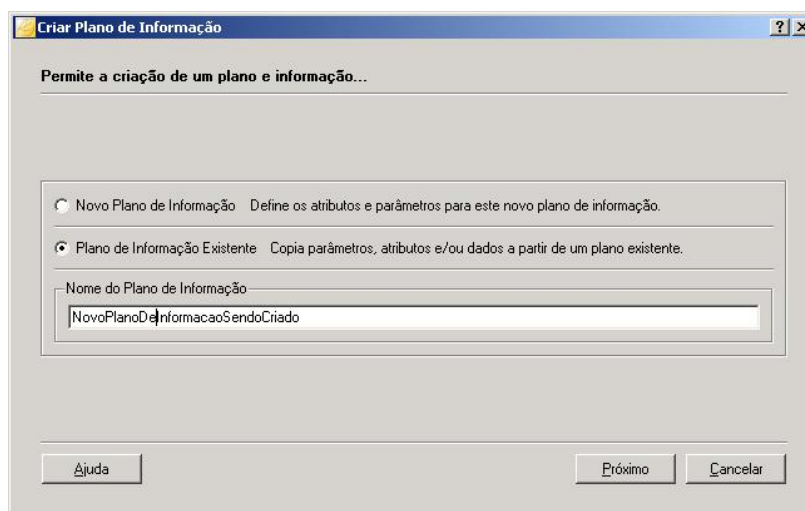 Criar Plano de Informação
Permite a criação de um plano e informação...
Novo Plano de Informação Define os atributos e parâmetros para este novo plano de informação.
Plano de Informação Existente Copia parâmetros, atributos e/ou dados a partir de um plano existente.
Nome do Plano de Informação
NovoPlanoDeInformacaoSendoCriado
Ajuda Próximo Cancelar